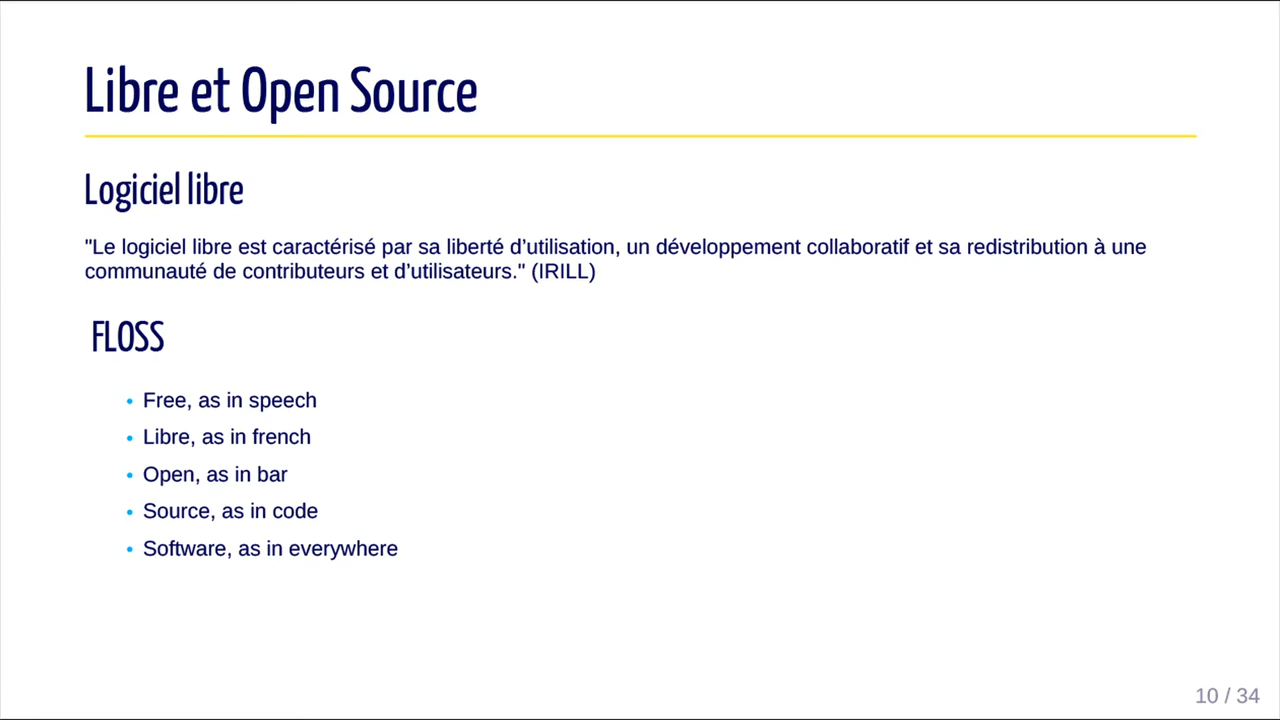 Libre et Open Source
Logiciel libre
"Le logiciel libre est caractérisé par sa liberté d’utilisation, un développement collaboratif et sa redistribution à une
communauté de contributeurs et d’utilisateurs." (IRILL)
FLOSS
• Free, as in speech
• Libre, as in french
• Open, as in bar
• Source, as in code
• Software, as in everywhere
10 / 34